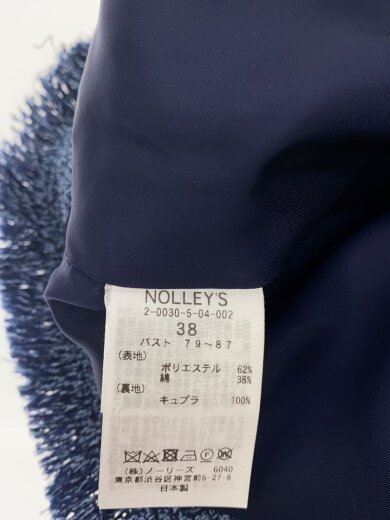 NOLLEY'S
2-0030-5-04-002
38
バスト 79~87
(表地)
ポリエステル 62%
綿 38%
(裏地)
キュプラ 100%
(株)ノーリーズ 6040
東京都渋谷区神宮前6-27-8
日本製